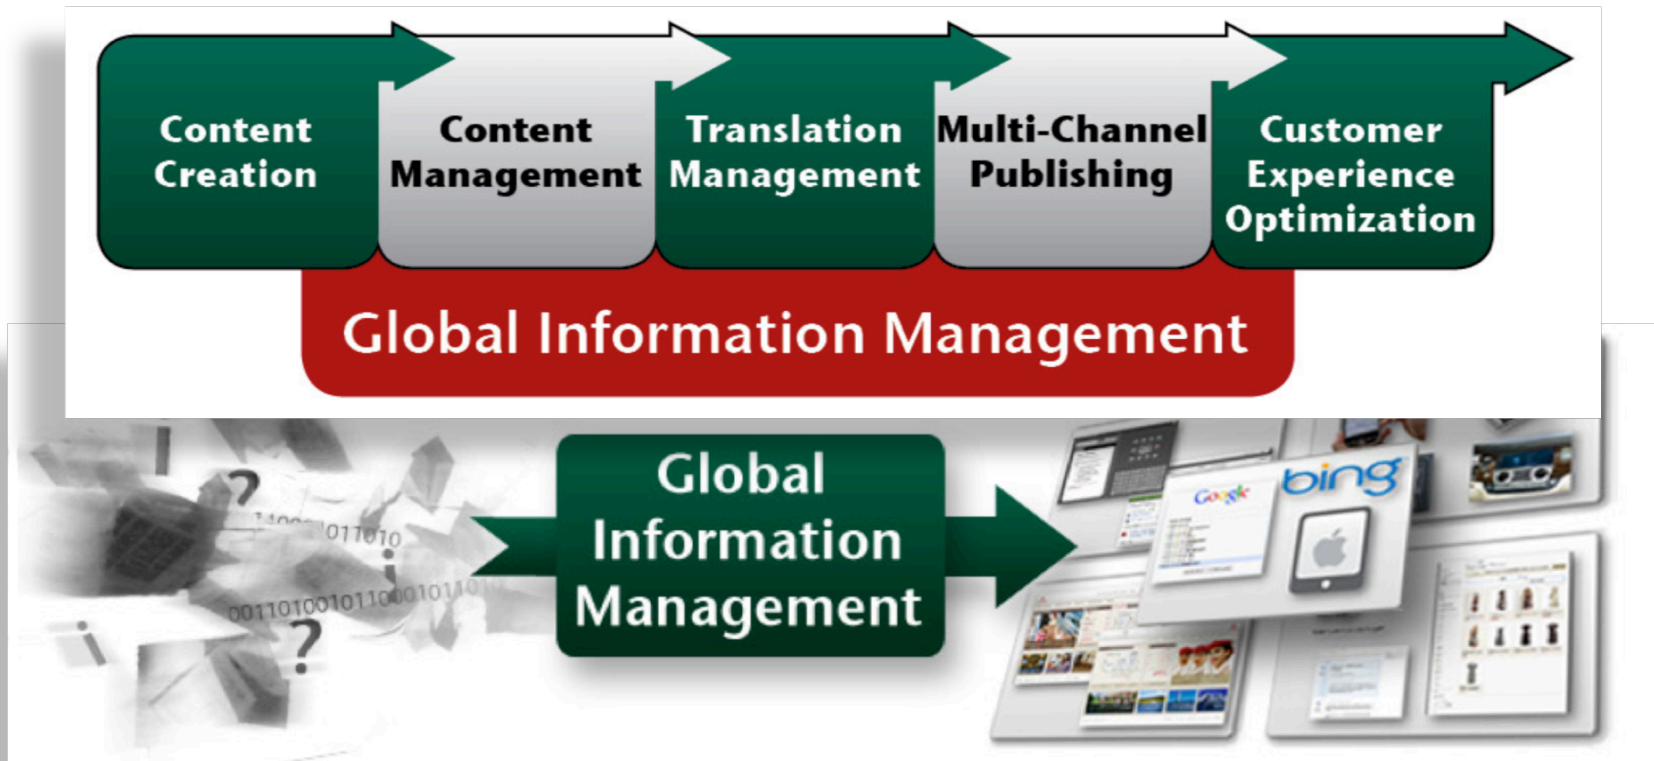 Content
Creation
Content
Management
Translation
Management
Multi-Channel
Publishing
Customer
Experience
Optimization
Global Information Management
?
011010
001101001011000101101
?
i
Global
Information
Management
Google
bing